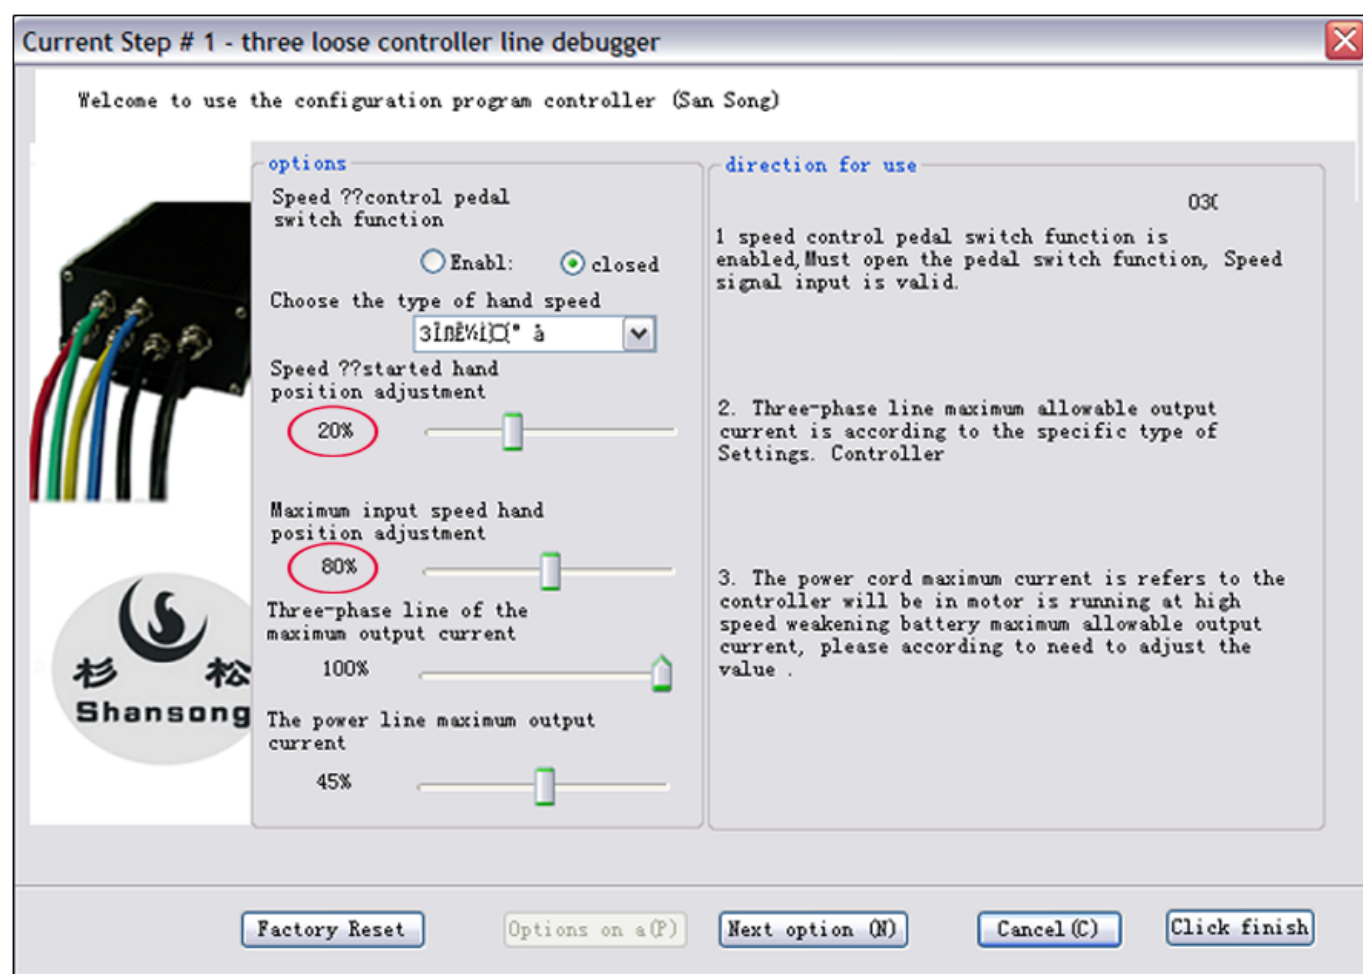 Current Step # 1 - three loose controller line debugger
Welcome to use the configuration program controller (San Song)
options
Speed ??control pedal
switch function
Enabl:
closed
Choose the type of hand speed
Speed ??started hand
position adjustment
20%
Maximum input speed hand
position adjustment
80%
Three-phase line of the
maximum output current
100%
The power line maximum output
current
45%
direction for use
1 speed control pedal switch function is
enabled,Must open the pedal switch function, Speed
signal input is valid.
2. Three-phase line maximum allowable output
current is according to the specific type of
Settings. Controller
3. The power cord maximum current is refers to the
controller will be in motor is running at high
speed weakening battery maximum allowable output
current, please according to need to adjust the
value .
杉 松
Shansong
Factory Reset
Options on a(P)
Next option (N)
Cancel(C)
Click finish